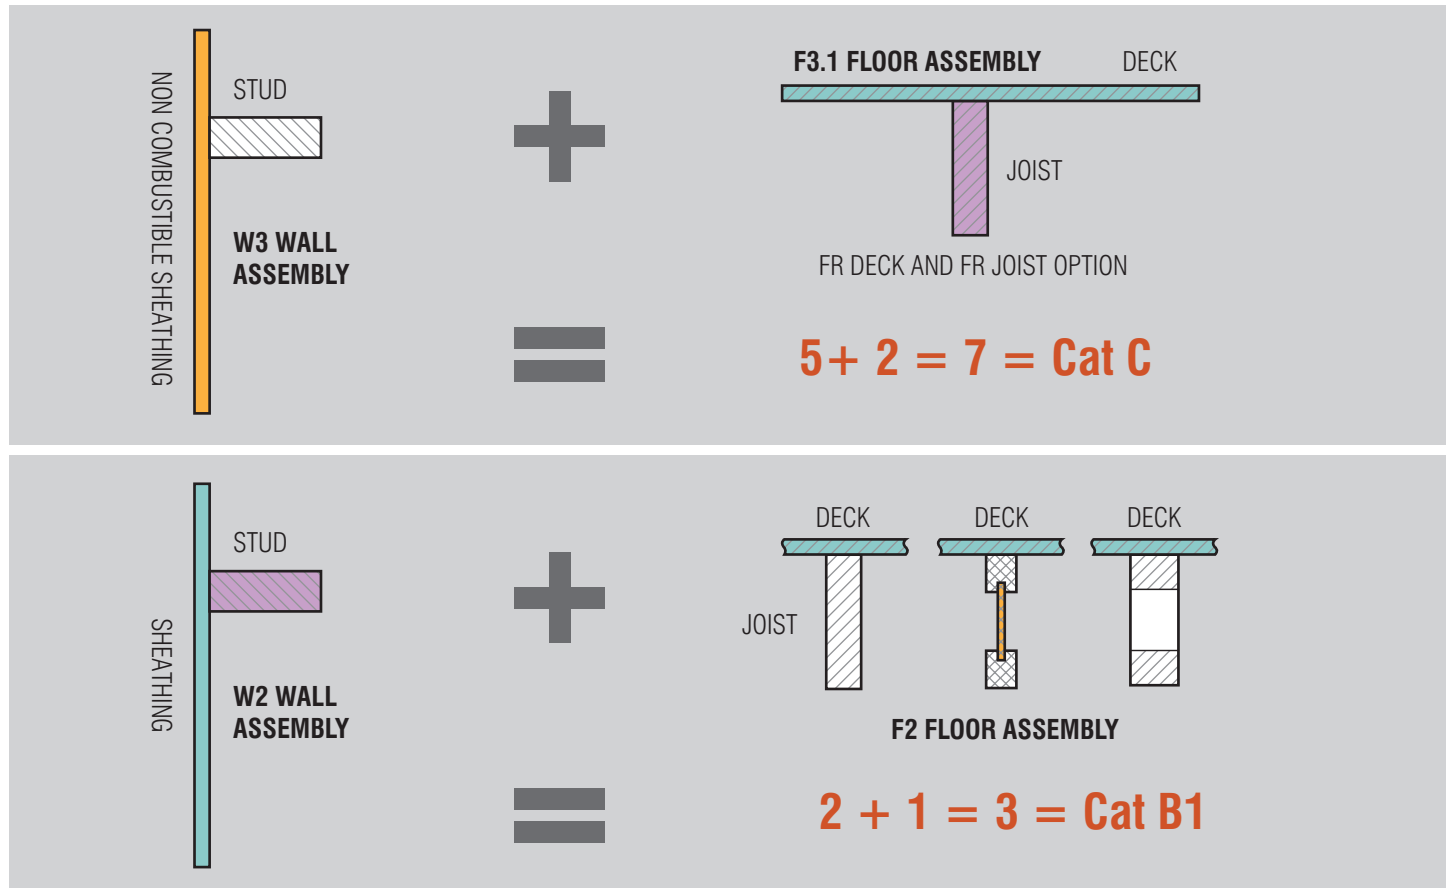 NON COMBUSTIBLE SHEATHING
STUD
W3 WALL
ASSEMBLY
F3.1 FLOOR ASSEMBLY
DECK
JOIST
FR DECK AND FR JOIST OPTION
5+ 2 = 7 = Cat C
SHEATHING
STUD
W2 WALL
ASSEMBLY
DECK
DECK
DECK
JOIST
F2 FLOOR ASSEMBLY
2 + 1 = 3 = Cat B1